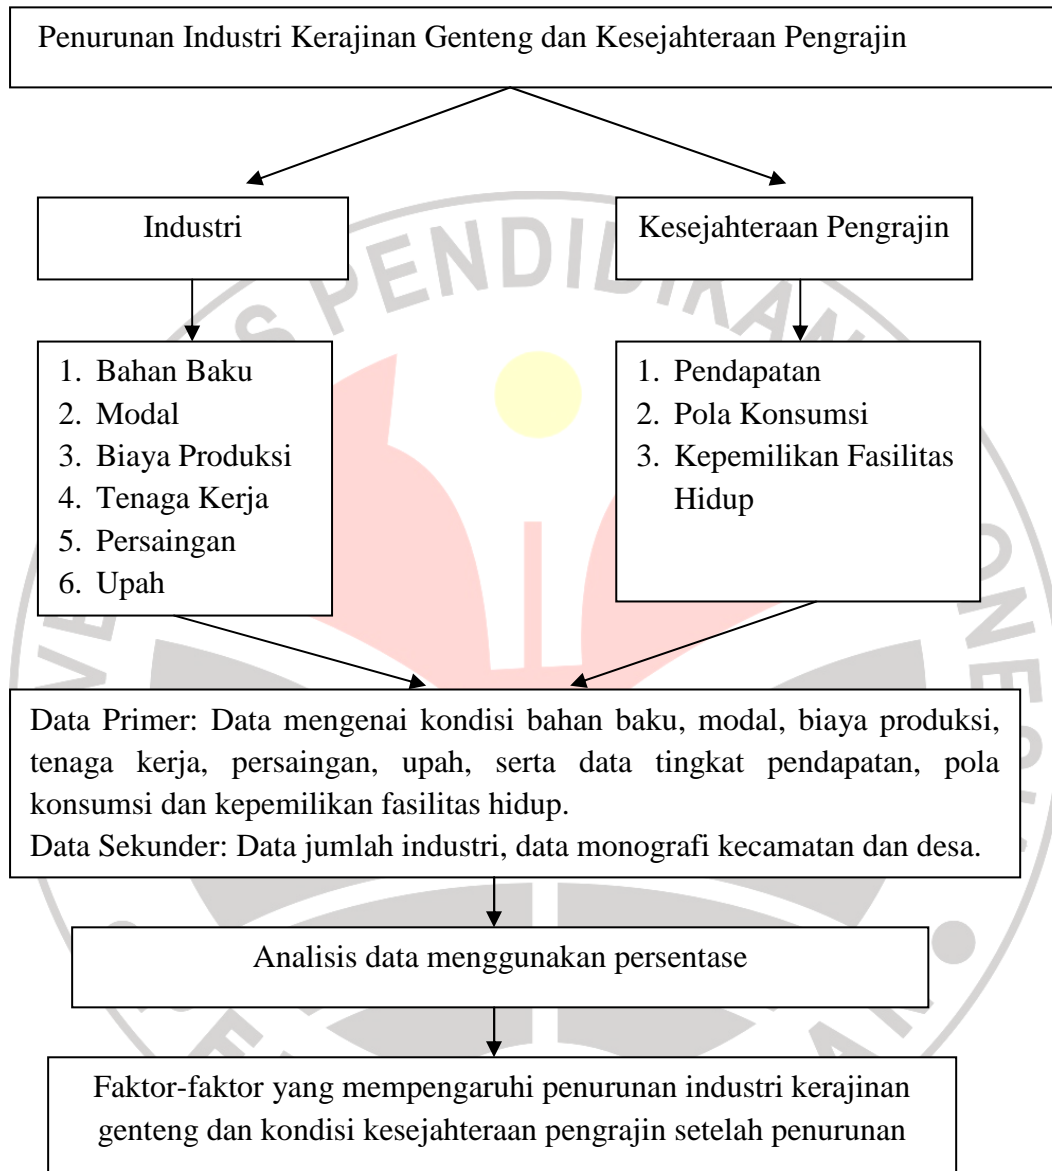 Penurunan Industri Kerajinan Genteng dan Kesejahteraan Pengrajin
Industri
Kesejahteraan Pengrajin
1. Bahan Baku
2. Modal
3. Biaya Produksi
4. Tenaga Kerja
5. Persaingan
6. Upah
1. Pendapatan
2. Pola Konsumsi
3. Kepemilikan Fasilitas
Hidup
Data Primer: Data mengenai kondisi bahan baku, modal, biaya produksi,
tenaga kerja, persaingan, upah, serta data tingkat pendapatan, pola
konsumsi dan kepemilikan fasilitas hidup.
Data Sekunder: Data jumlah industri, data monografi kecamatan dan desa.
Analisis data menggunakan persentase
Faktor-faktor yang mempengaruhi penurunan industri kerajinan
genteng dan kondisi kesejahteraan pengrajin setelah penurunan
PENDIDIKAN